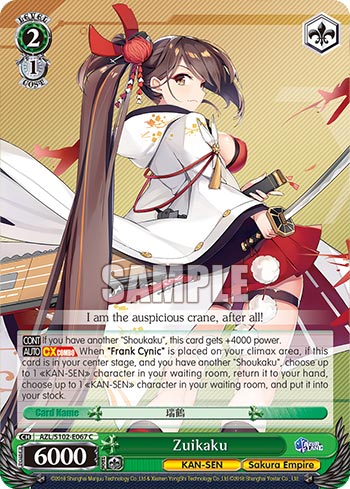 LEVEL
2
1
COST
SAMPLE
I am the auspicious crane, after all!
CONT If you have another "Shoukaku", this card gets +4000 power.
AUTO CX COMBO When "Frank Cynic" is placed on your climax area, if this
card is in your center stage, and you have another "Shoukaku", choose up
to 1 «KAN-SEN» character in your waiting room, return it to your hand,
choose up to 1 «KAN-SEN» character in your waiting room, and put it into
your stock.
Card Name 瑞鶴
CH AZL/S102-E067 C
Zuikaku
POWER 6000
KAN-SEN Sakura Empire